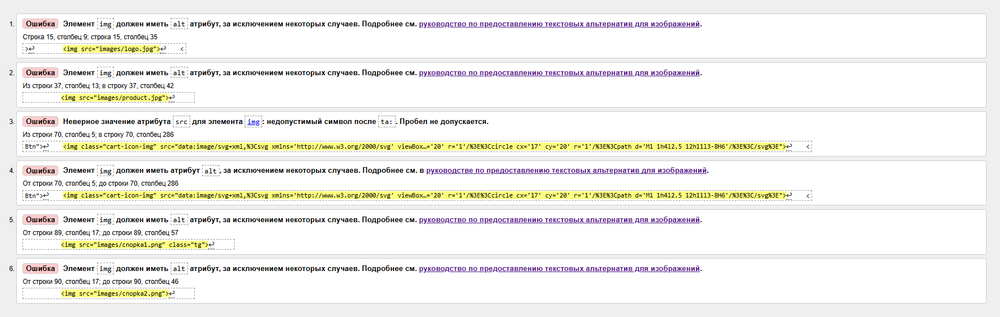 1. Ошибка Элемент img должен иметь alt атрибут, за исключением некоторых случаев. Подробнее см. руководство по предоставлению текстовых альтернатив для изображений.
Строка 15, столбец 9; строка 15, столбец 35
>↩ <img src="images/logo.jpg">↩ <
2. Ошибка Элемент img должен иметь alt атрибут, за исключением некоторых случаев. Подробнее см. руководство по предоставлению текстовых альтернатив для изображений.
Из строки 37, столбец 13; в строку 37, столбец 42
<img src="images/product.jpg">↩
3. Ошибка Неверное значение атрибута src для элемента img: недопустимый символ после ta:. Пробел не допускается.
Из строки 70, столбец 5; в строку 70, столбец 286
Btn">↩ <img class="cart-icon-img" src="data:image/svg+xml,%3Csvg xmlns='http://www.w3.org/2000/svg' viewBox…='20' r='1'/%3E%3Ccircle cx='17' cy='20' r='1'/%3E%3Cpath d='M1 1h4l2.5 12h11l3-8H6'/%3E%3C/svg%3E">↩ <
4. Ошибка Элемент img должен иметь атрибут alt, за исключением некоторых случаев. Подробнее см. в руководстве по предоставлению текстовых альтернатив для изображений.
От строки 70, столбец 5; до строки 70, столбец 286
Btn">↩ <img class="cart-icon-img" src="data:image/svg+xml,%3Csvg xmlns='http://www.w3.org/2000/svg' viewBox…='20' r='1'/%3E%3Ccircle cx='17' cy='20' r='1'/%3E%3Cpath d='M1 1h4l2.5 12h11l3-8H6'/%3E%3C/svg%3E">↩ <
5. Ошибка Элемент img должен иметь alt атрибут, за исключением некоторых случаев. Подробнее см. руководство по предоставлению текстовых альтернатив для изображений.
От строки 89, столбец 17; до строки 89, столбец 57
<img src="images/cnopka1.png" class="tg">↩
6. Ошибка Элемент img должен иметь alt атрибут, за исключением некоторых случаев. Подробнее см. руководство по предоставлению текстовых альтернатив для изображений.
От строки 90, столбец 17; до строки 90, столбец 46
<img src="images/cnopka2.png">↩